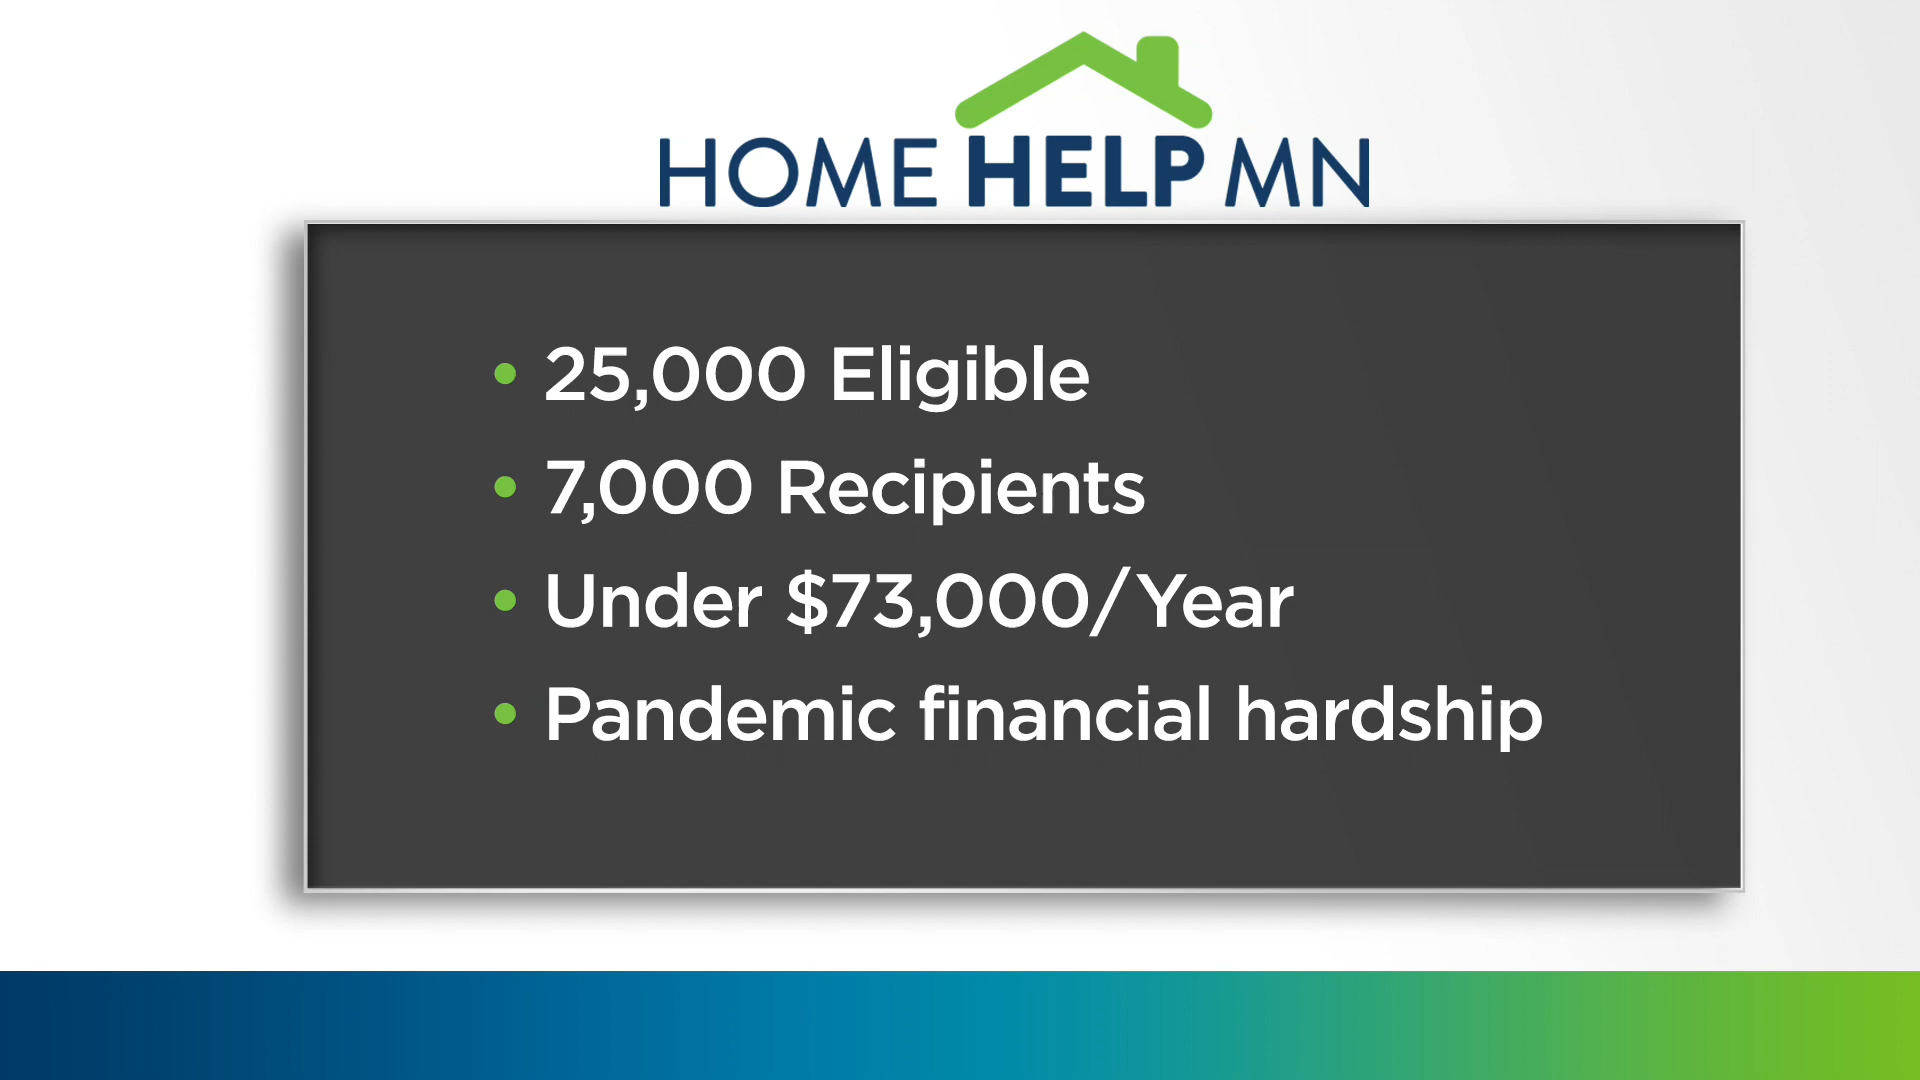 HOME HELP MN
• 25,000 Eligible
• 7,000 Recipients
• Under $73,000/Year
• Pandemic financial hardship